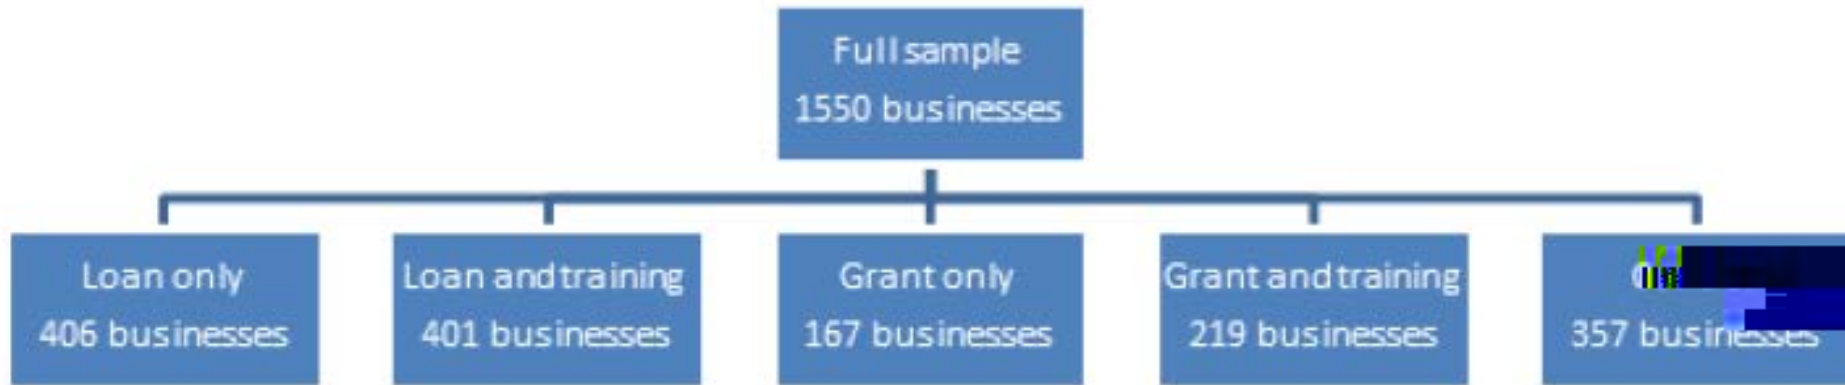 Full sample
1550 businesses
Loan only
406 businesses
Loan and training
401 businesses
Grant only
167 businesses
Grant and training
219 businesses
357 businesses